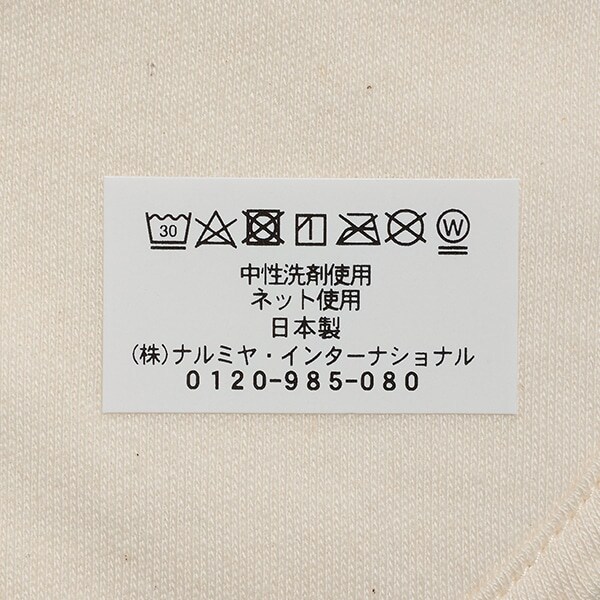 30 W
中性洗剤使用
ネット使用
日本製
(株)ナルミヤ・インターナショナル
0120-985-080